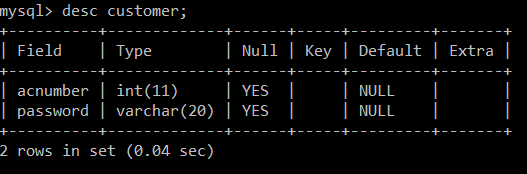 mysql> desc customer;
+----------+-------------+------+-----+---------+-------+
| Field    | Type        | Null | Key | Default | Extra |
+----------+-------------+------+-----+---------+-------+
| acnumber | int(11)     | YES  |     | NULL    |       |
| password | varchar(20) | YES  |     | NULL    |       |
+----------+-------------+------+-----+---------+-------+
2 rows in set (0.04 sec)